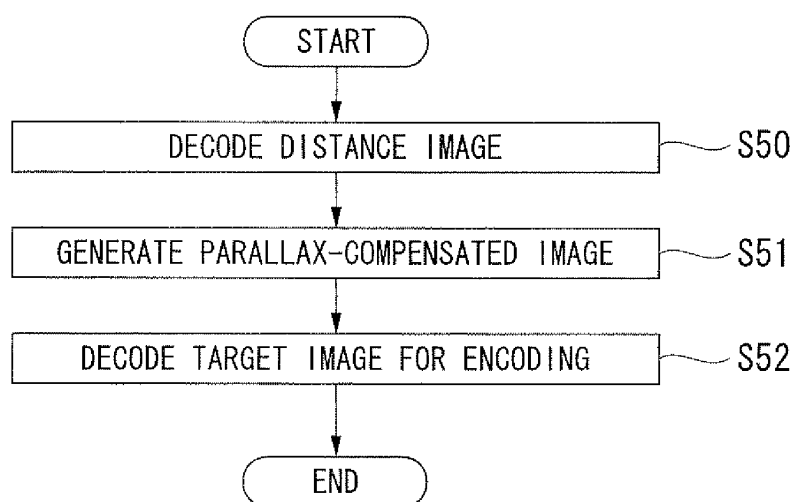 START
DECODE DISTANCE IMAGE S50
GENERATE PARALLAX-COMPENSATED IMAGE S51
DECODE TARGET IMAGE FOR ENCODING S52
END